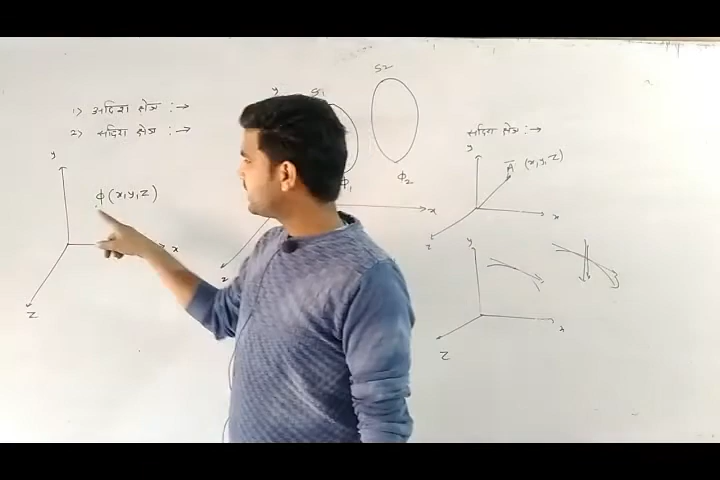 1) अदिश क्षेत्र :→
2) सदिश क्षेत्र :→
y
ϕ (x,y,z)
x
z
y
S1
S2
ϕ1
ϕ2
x
z
सदिश क्षेत्र :→
y
A (x,y,z)
x
z
y
x
z